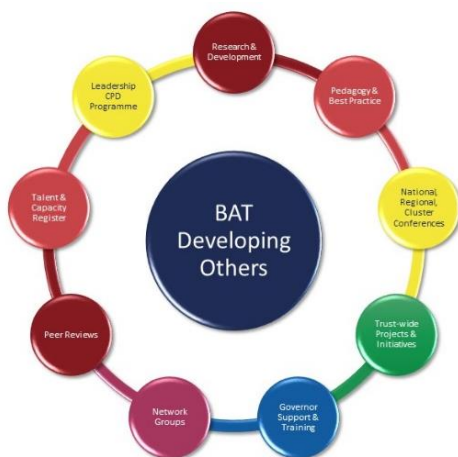 BAT
Developing
Others
Research &
Development
Pedagogy &
Best Practice
National,
Regional,
Cluster
Conferences
Trust-wide
Projects &
Initiatives
Governor
Support &
Training
Network
Groups
Peer Reviews
Talent &
Capacity
Register
Leadership
CPD
Programme